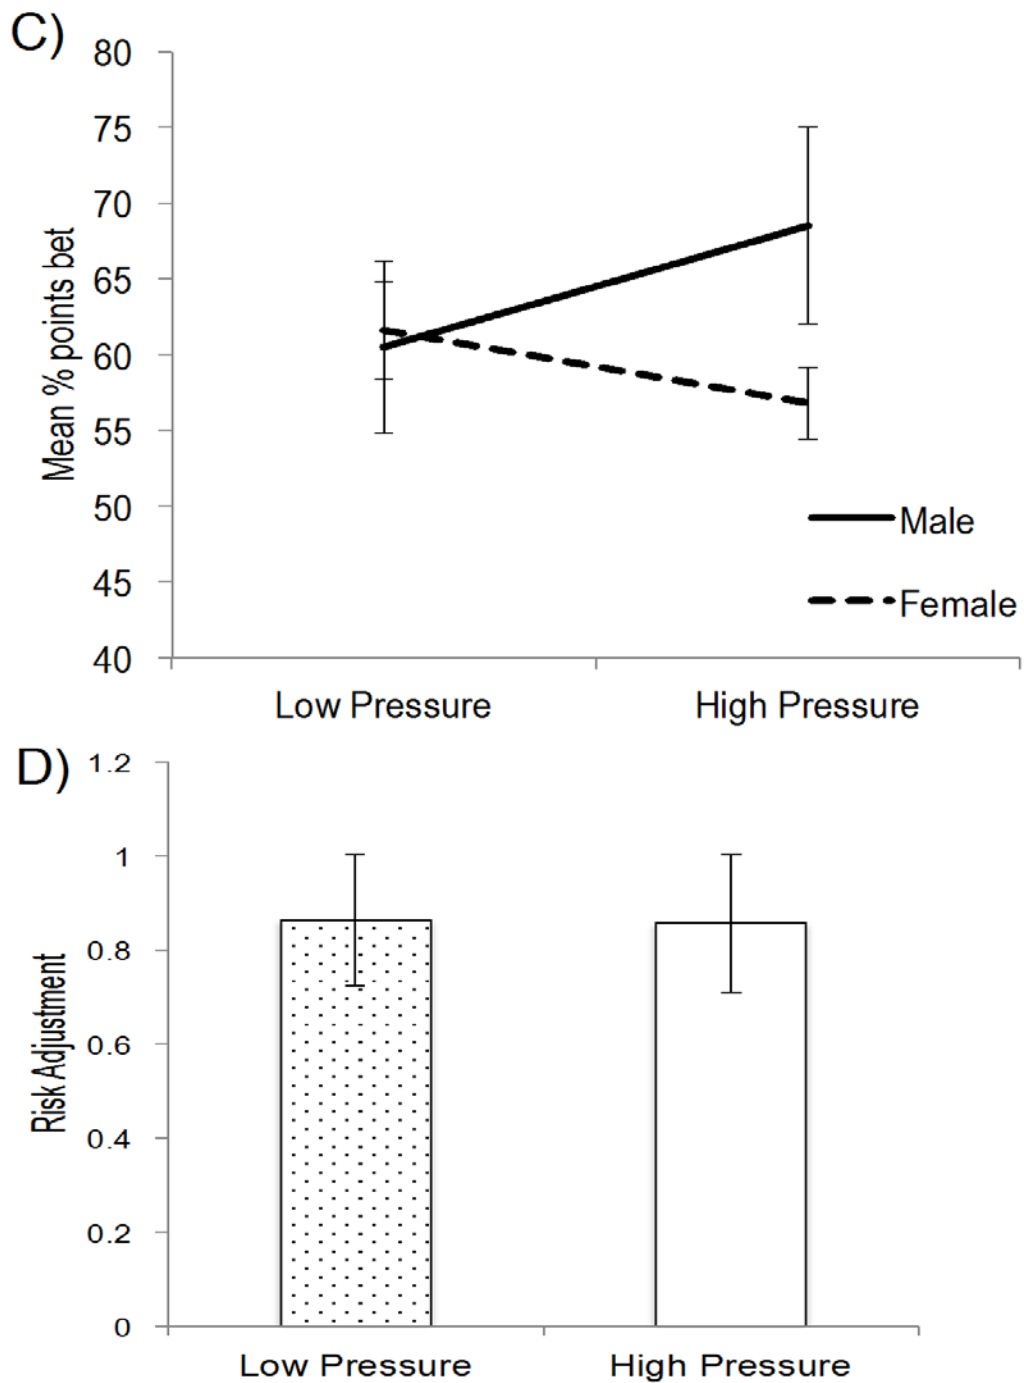 C)
80
75
70
65
60
55
50
45
40
Mean % points bet
Male
Female
Low Pressure High Pressure
D)
1.2
1
0.8
0.6
0.4
0.2
0
Risk Adjustment
Low Pressure High Pressure